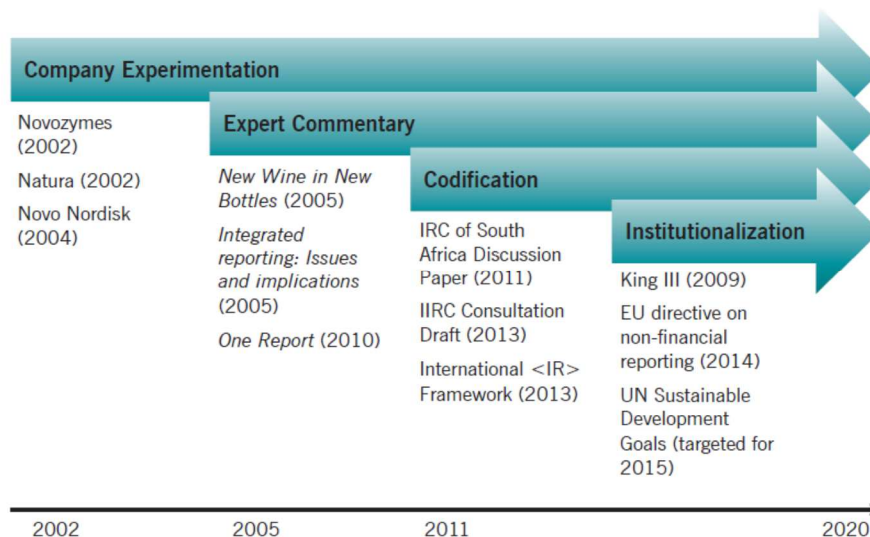 Company Experimentation
Novozymes
(2002)
Natura (2002)
Novo Nordisk
(2004)
Expert Commentary
New Wine in New
Bottles (2005)
Integrated
reporting: Issues
and implications
(2005)
One Report (2010)
Codification
IRC of South
Africa Discussion
Paper (2011)
IIRC Consultation
Draft (2013)
International <IR>
Framework (2013)
Institutionalization
King III (2009)
EU directive on
non-financial
reporting (2014)
UN Sustainable
Development
Goals (targeted for
2015)
2002 2005 2011 2020